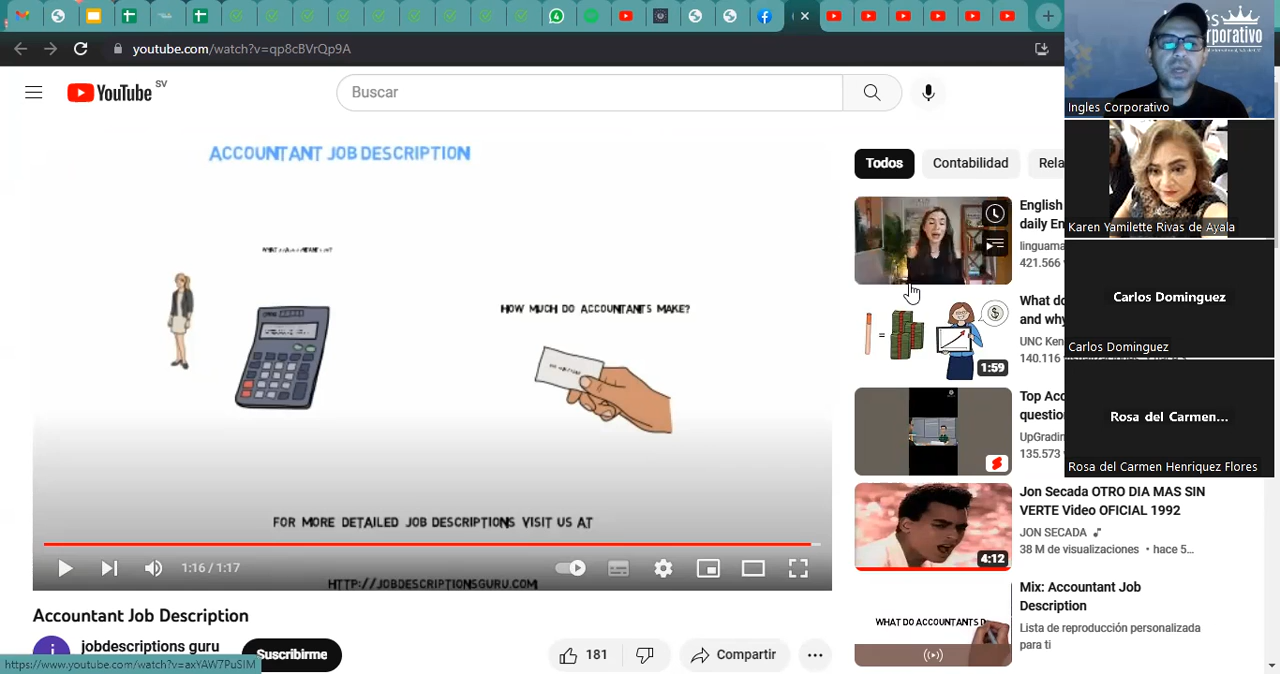 4
youtube.com/watch?v=qp8cBVrQp9A
YouTube SV
Buscar
ACCOUNTANT JOB DESCRIPTION
HOW MUCH DO ACCOUNTANTS MAKE?
FOR MORE DETAILED JOB DESCRIPTIONS VISIT US AT
HTTP://JOBDESCRIPTIONSGURU.COM
1:16 / 1:17
Accountant Job Description
jobdescriptions guru
Suscribirme
181
Compartir
https://www.youtube.com/watch?v=axYAW7PuSIM
Todos
Contabilidad
Rela
English
daily En
linguama
421.566
What do
and why
UNC Ken
140.116
1:59
Top Acc
question
UpGradin
135.573
Jon Secada OTRO DIA MAS SIN
VERTE Video OFICIAL 1992
JON SECADA
38 M de visualizaciones • hace 5...
4:12
Mix: Accountant Job
Description
Lista de reproducción personalizada
para ti
WHAT DO ACCOUNTANTS D
rporativo
Ingles Corporativo
Karen Yamilette Rivas de Ayala
Carlos Dominguez
Carlos Dominguez
Rosa del Carmen...
Rosa del Carmen Henriquez Flores